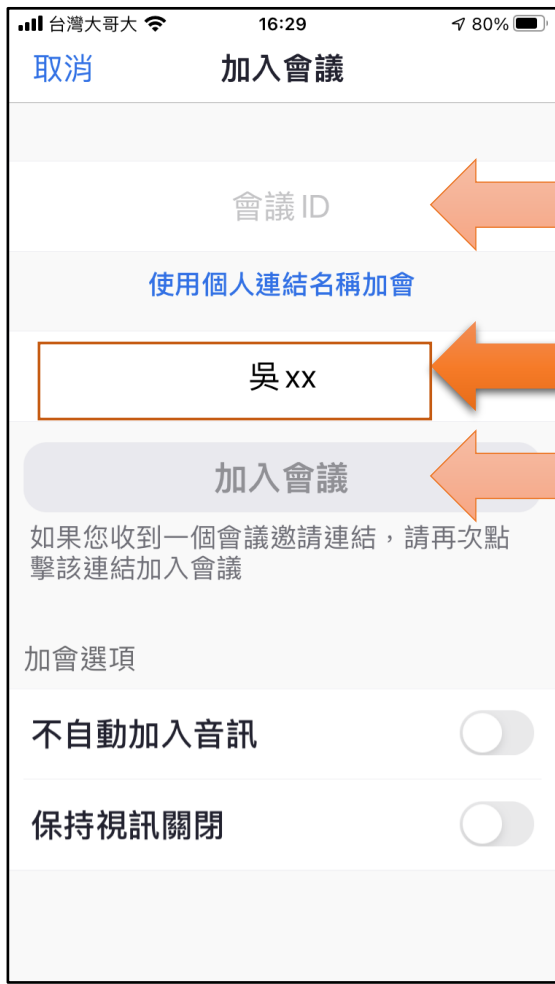 台灣大哥大 16:29 80%
取消 加入會議
會議 ID
使用個人連結名稱加會
吳xx
加入會議
如果您收到一個會議邀請連結，請再次點
擊該連結加入會議
加會選項
不自動加入音訊
保持視訊關閉